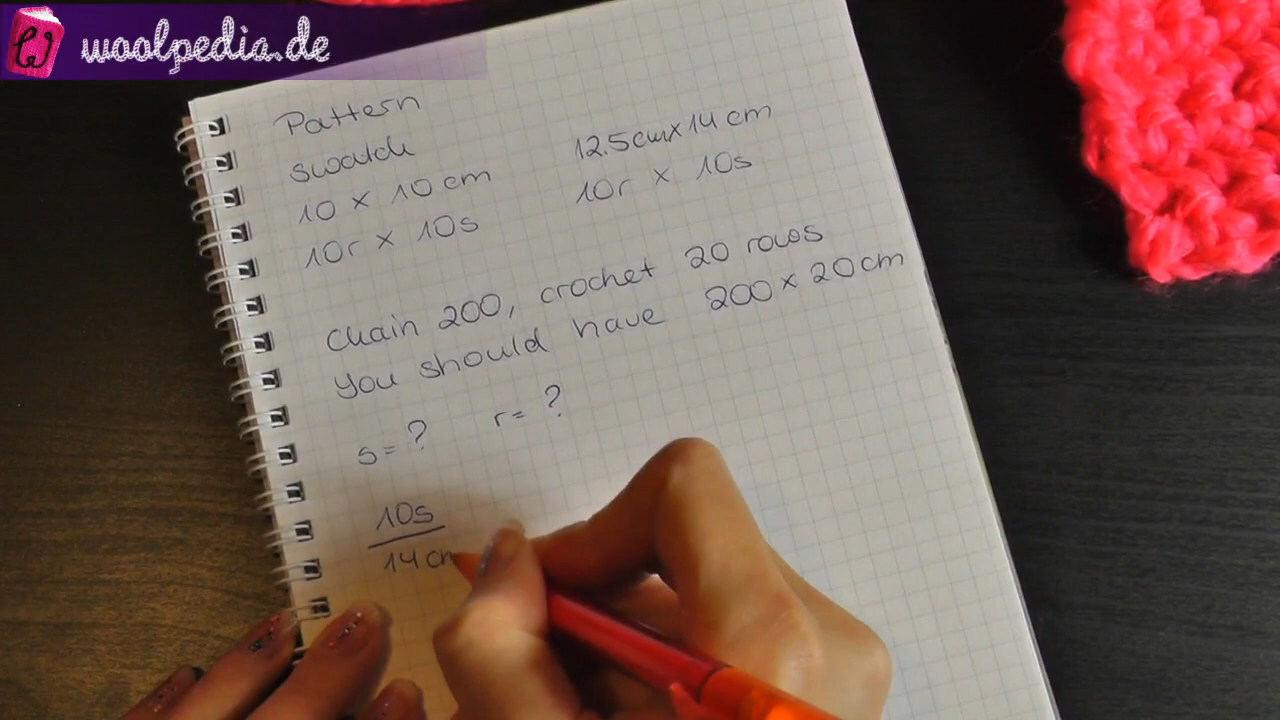 woolpedia.de
Pattern
swatch
10 x 10 cm
10r x 10s
12.5cm x 14 cm
10r x 10s
Chain 200, crochet 20 rows
You should have 200 x 20 cm
s = ? r = ?
10s
14 cm